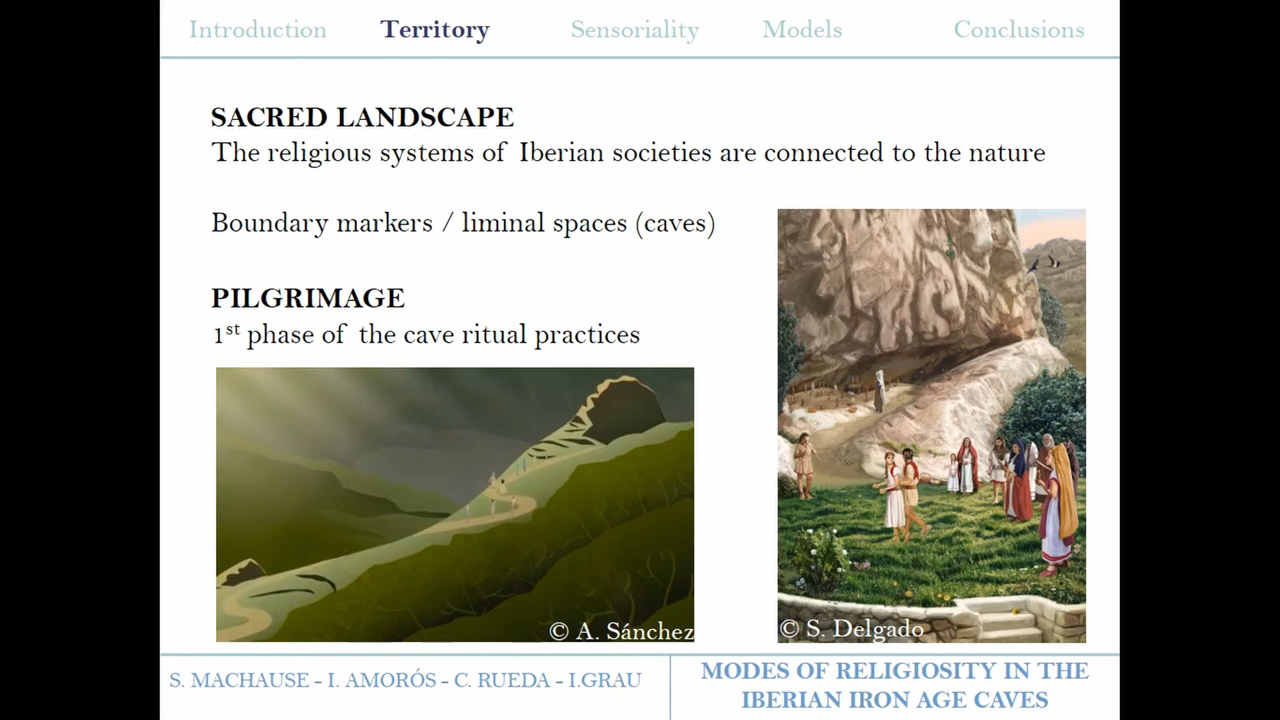 Introduction Territory Sensoriality Models Conclusions
SACRED LANDSCAPE
The religious systems of Iberian societies are connected to the nature
Boundary markers / liminal spaces (caves)
PILGRIMAGE
1st phase of the cave ritual practices
© A. Sánchez
© S. Delgado
S. MACHAUSE - I. AMORÓS - C. RUEDA - I.GRAU
MODES OF RELIGIOSITY IN THE
IBERIAN IRON AGE CAVES